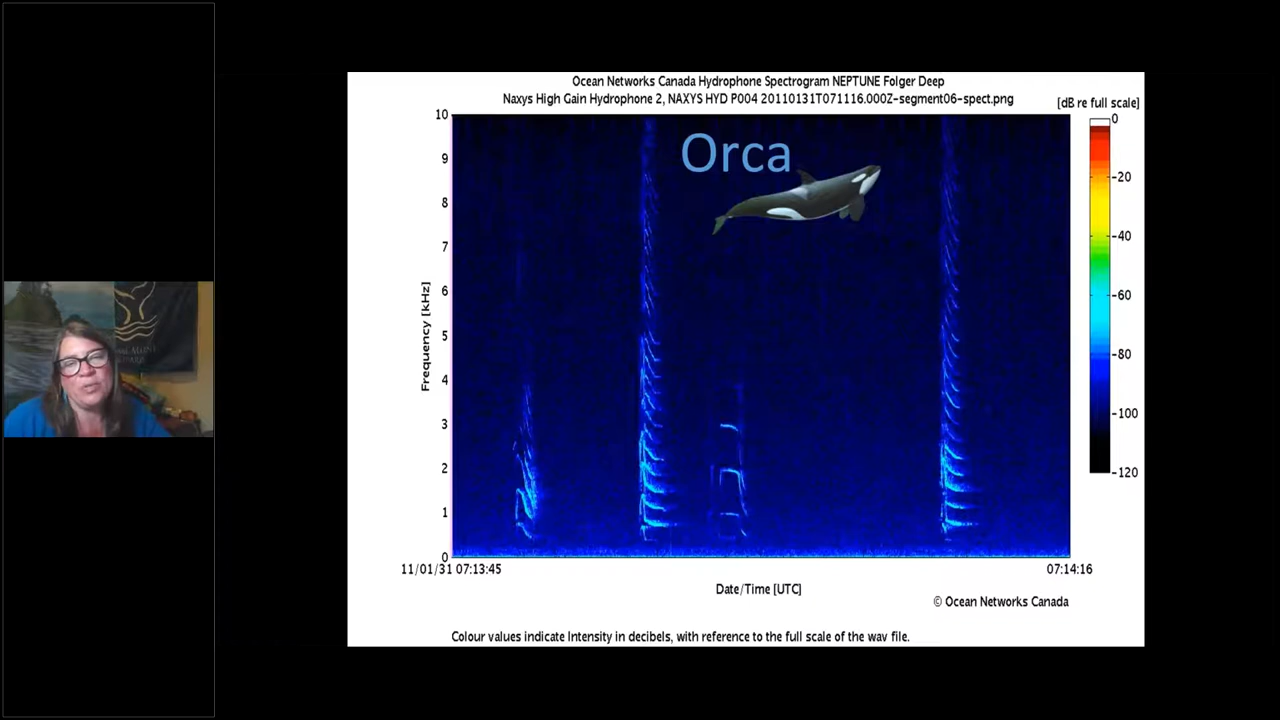 Ocean Networks Canada Hydrophone Spectrogram NEPTUNE Folger Deep
Naxys High Gain Hydrophone 2, NAXYS HYD P004 20110131T071116.000Z-segment06-spect.png
[dB re full scale]
Orca
Frequency [kHz]
10
9
8
7
6
5
4
3
2
1
0
0
-20
-40
-60
-80
-100
-120
11/01/31 07:13:45
07:14:16
Date/Time [UTC]
© Ocean Networks Canada
Colour values indicate Intensity in decibels, with reference to the full scale of the wav file.